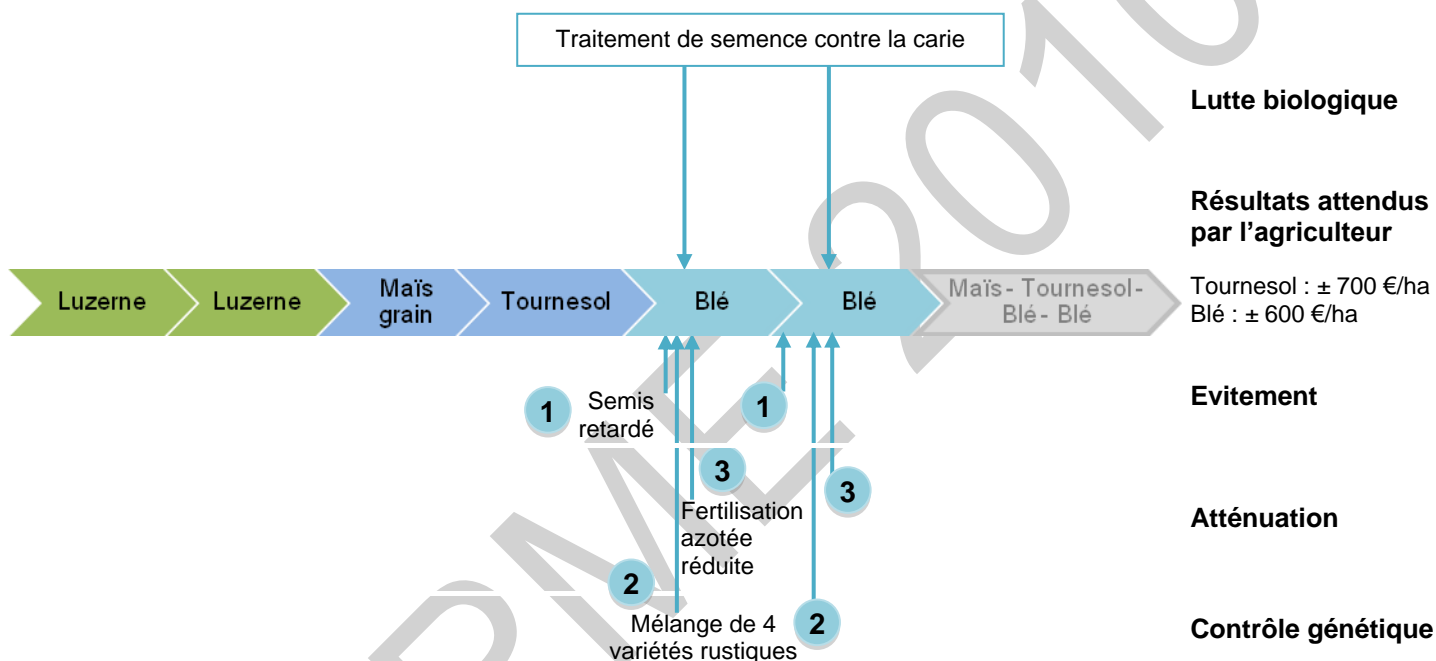 Traitement de semence contre la carie
Lutte biologique
Résultats attendus
par l'agriculteur
Luzerne
Luzerne
Maïs
grain
Tournesol
Blé
Blé
Maïs - Tournesol -
Blé - Blé
Tournesol : ± 700 €/ha
Blé : ± 600 €/ha
1
Semis
retardé
1
Evitement
3
Fertilisation
azotée
réduite
3
Atténuation
2
Mélange de 4
variétés rustiques
2
Contrôle génétique